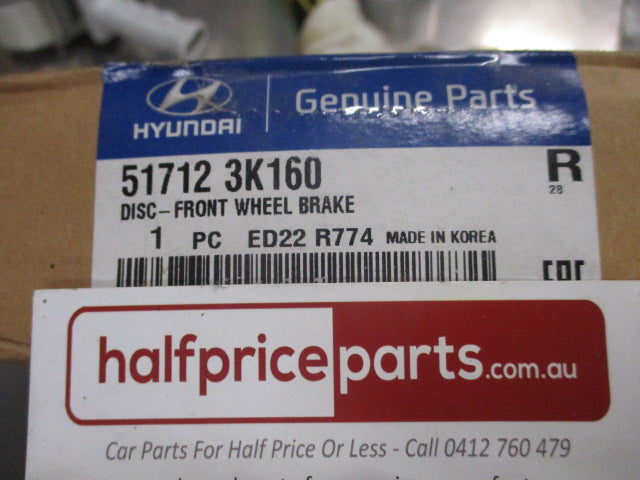 HYUNDAI
Genuine Parts
51712 3K160
R
28
DISC-FRONT WHEEL BRAKE
1 PC ED22 R774 MADE IN KOREA
halfpriceparts.com.au
Car Parts For Half Price Or Less - Call 0412 760 479